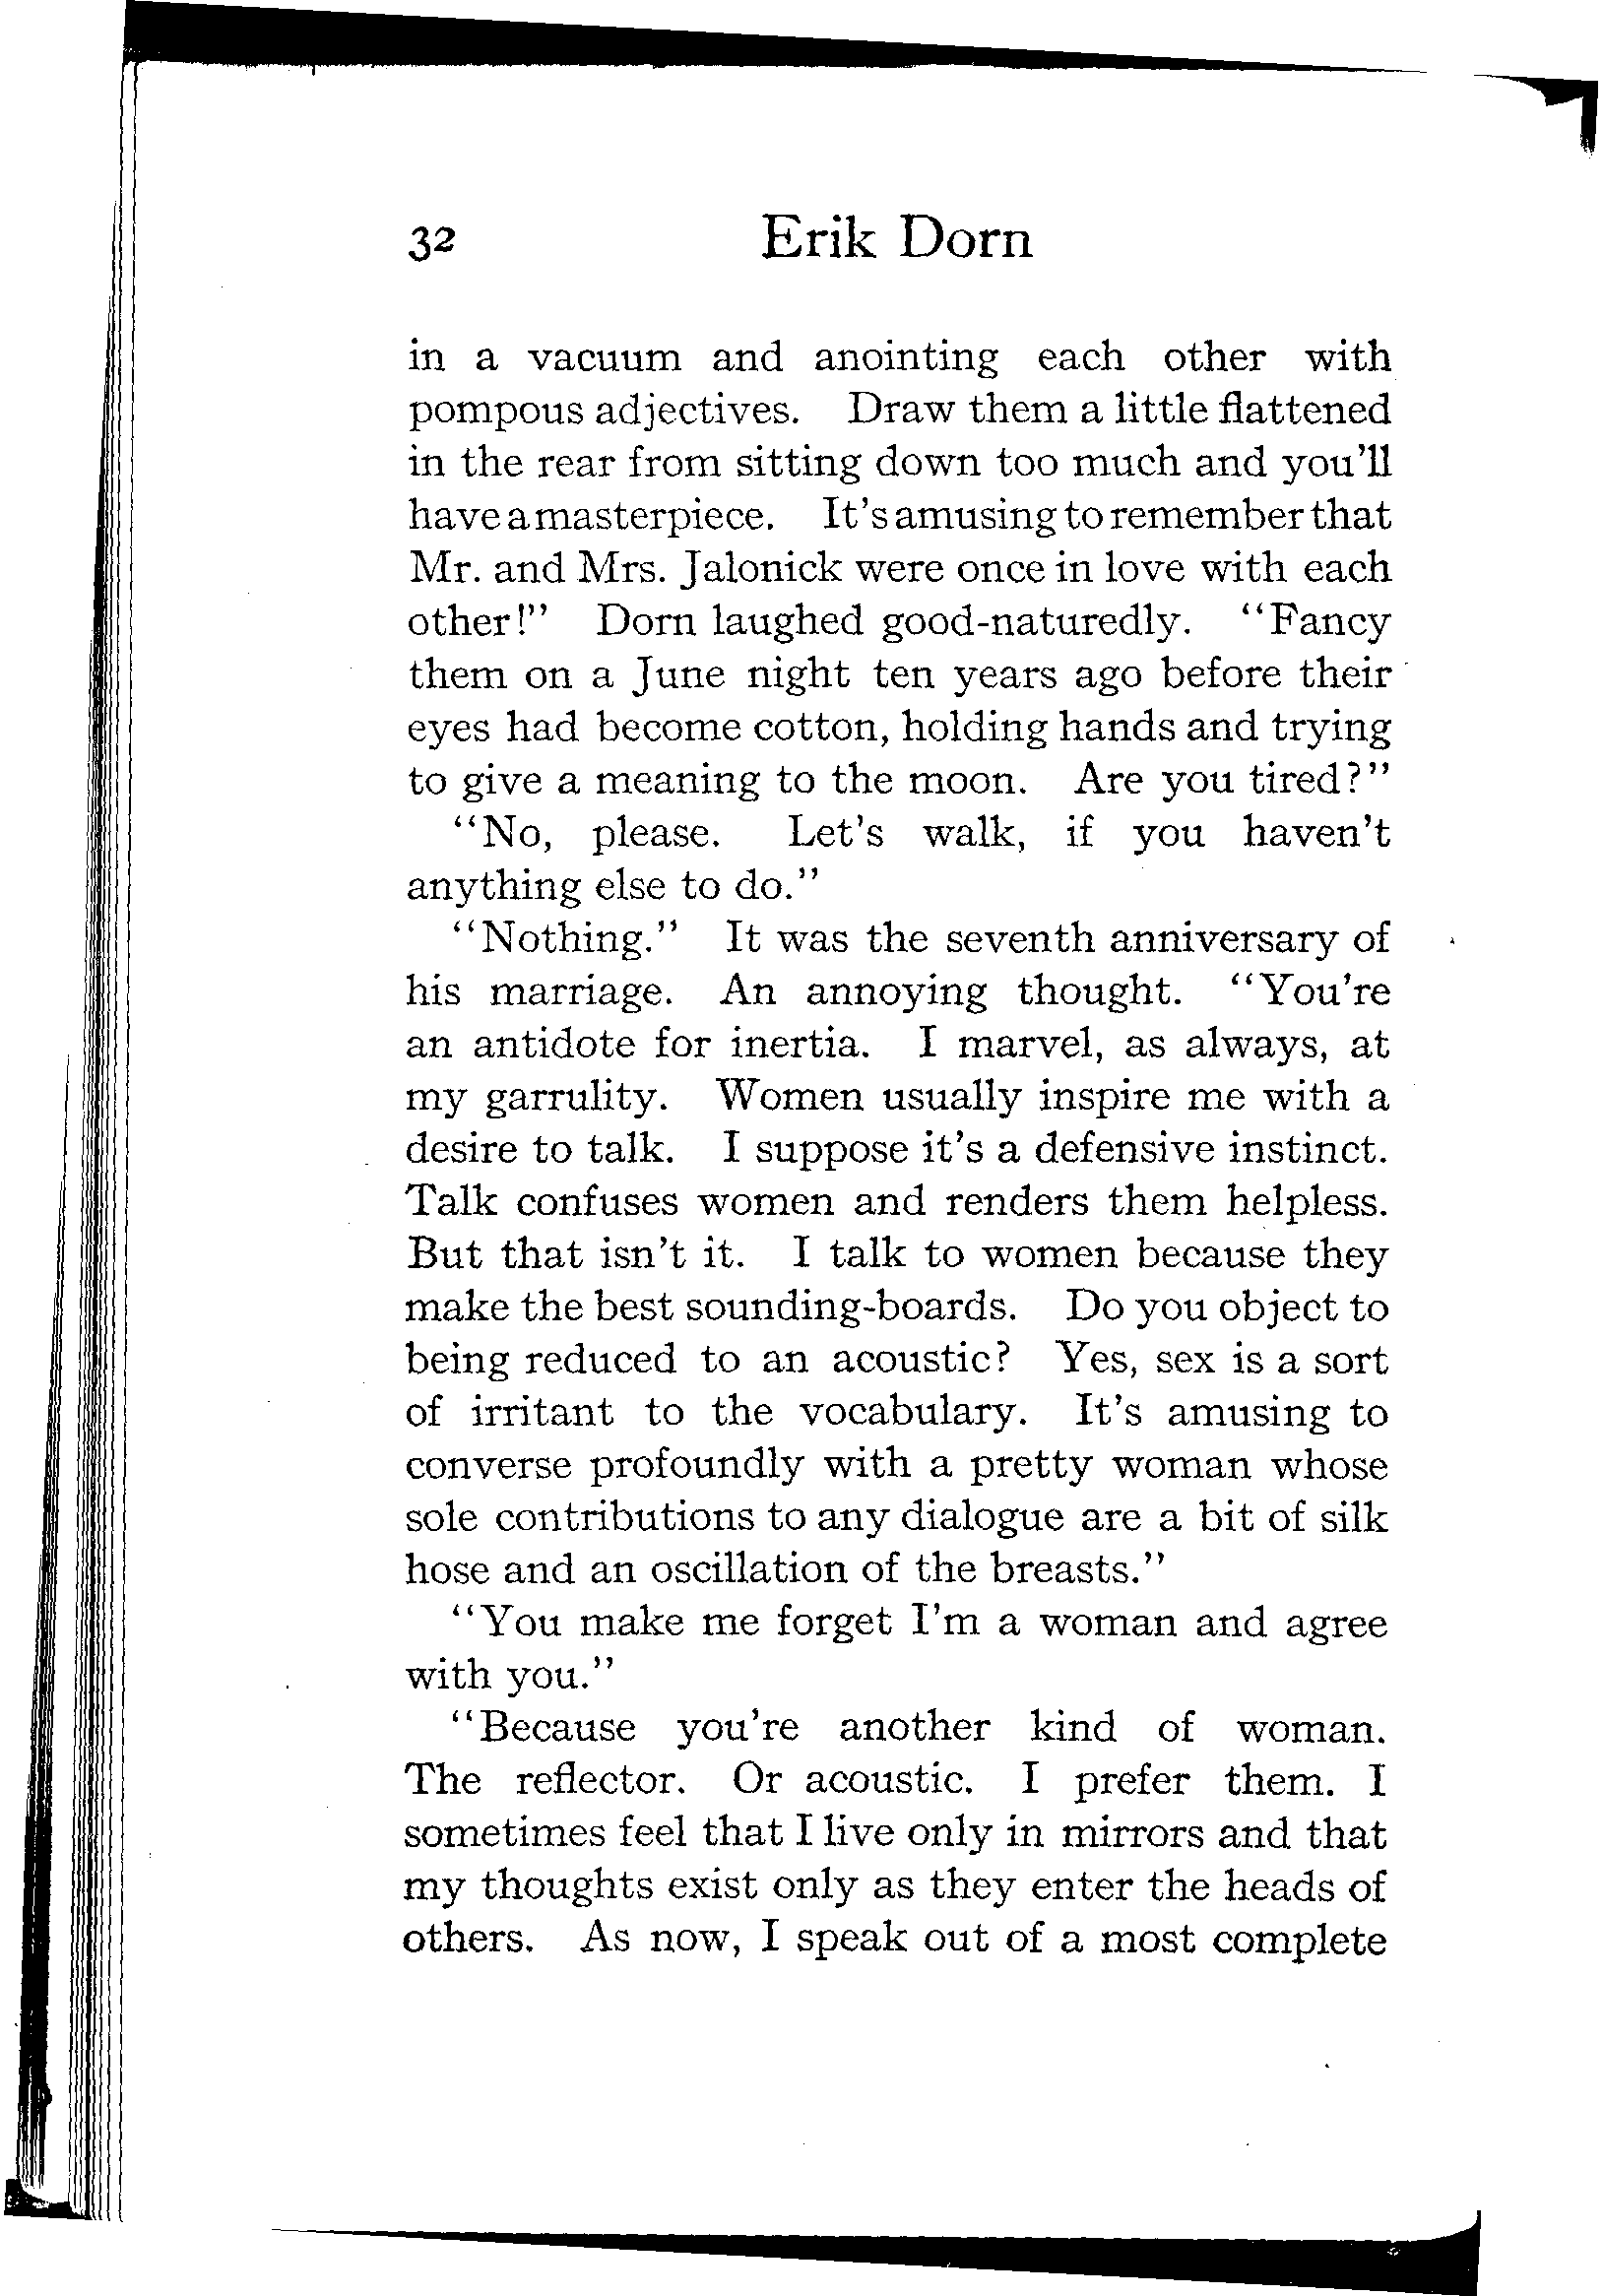 32 Erik Dorn
in a vacuum and anointing each other with
pompous adjectives. Draw them a little flattened
in the rear from sitting down too much and you'll
have a masterpiece. It's amusing to remember that
Mr. and Mrs. Jalonick were once in love with each
other!" Dorn laughed good-naturedly. "Fancy
them on a June night ten years ago before their
eyes had become cotton, holding hands and trying
to give a meaning to the moon. Are you tired?"
"No, please. Let's walk, if you haven't
anything else to do."
"Nothing." It was the seventh anniversary of
his marriage. An annoying thought. "You're
an antidote for inertia. I marvel, as always, at
my garrulity. Women usually inspire me with a
desire to talk. I suppose it's a defensive instinct.
Talk confuses women and renders them helpless.
But that isn't it. I talk to women because they
make the best sounding-boards. Do you object to
being reduced to an acoustic? Yes, sex is a sort
of irritant to the vocabulary. It's amusing to
converse profoundly with a pretty woman whose
sole contributions to any dialogue are a bit of silk
hose and an oscillation of the breasts."
"You make me forget I'm a woman and agree
with you."
"Because you're another kind of woman.
The reflector. Or acoustic. I prefer them. I
sometimes feel that I live only in mirrors and that
my thoughts exist only as they enter the heads of
others. As now, I speak out of a most complete